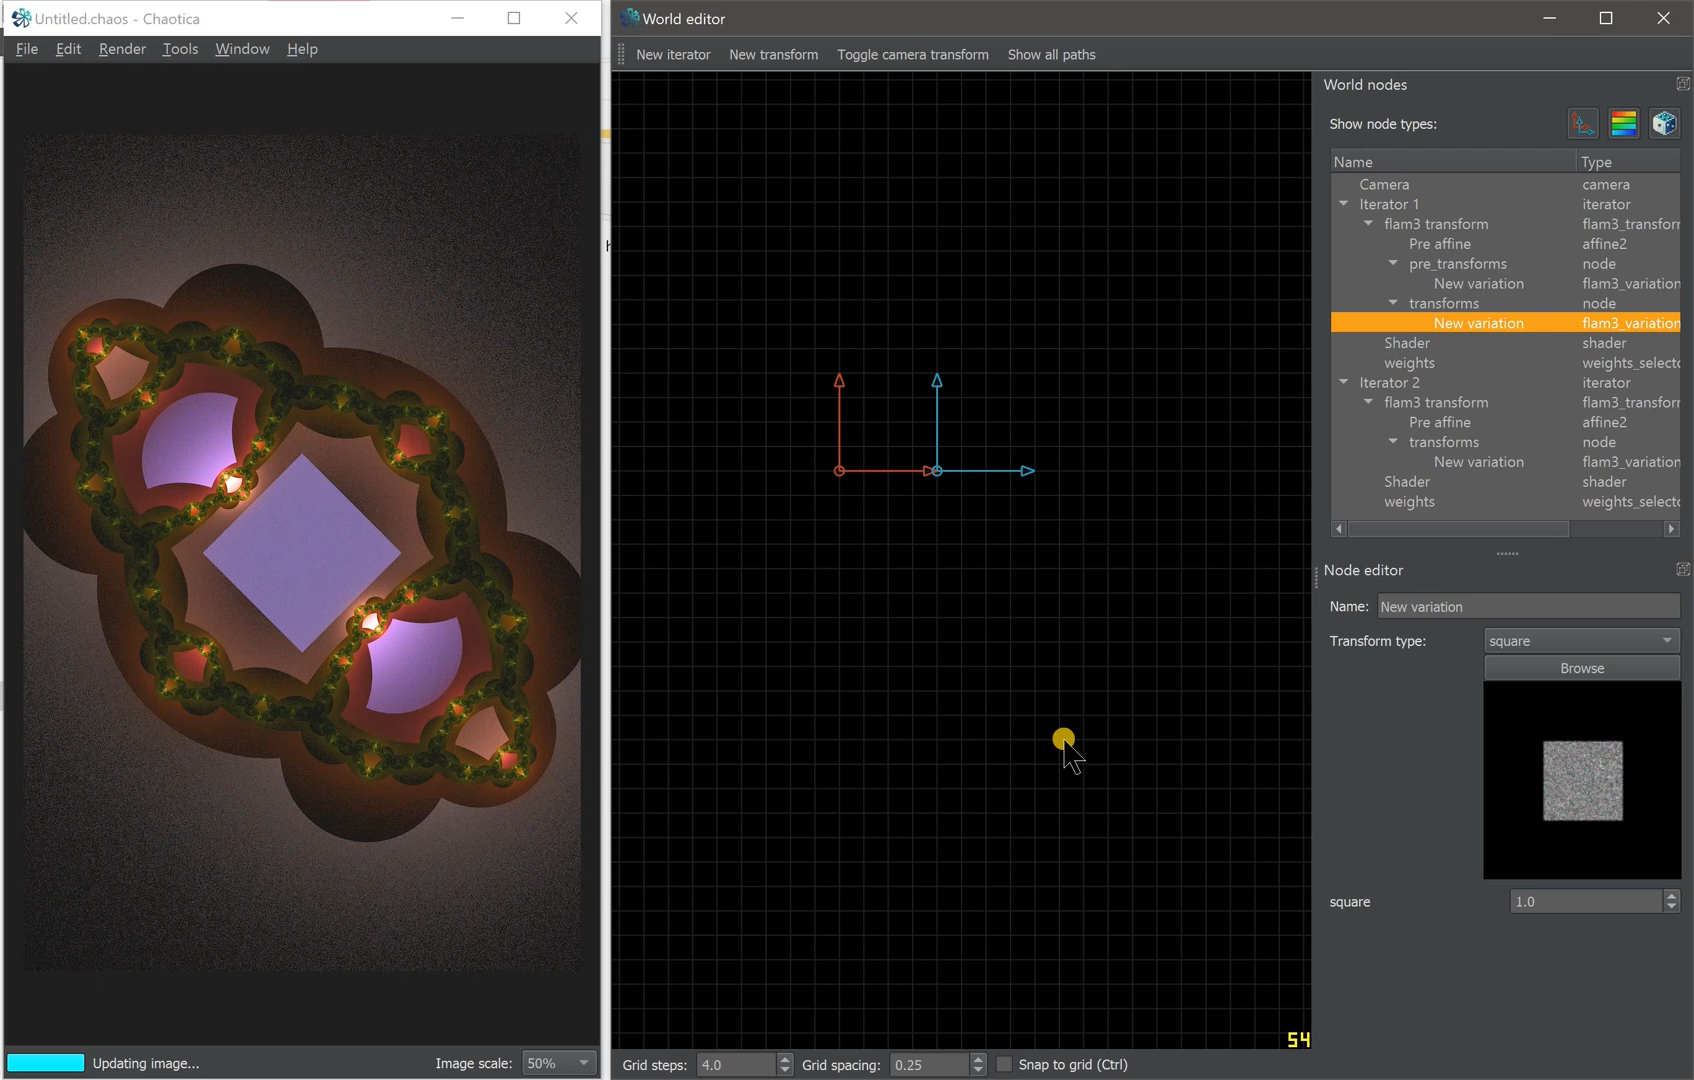 Untitled.chaos - Chaotica
File Edit Render Tools Window Help
Updating image...
Image scale: 50%
World editor
New iterator New transform Toggle camera transform Show all paths
54
Grid steps: 4.0 Grid spacing: 0.25 Snap to grid (Ctrl)
World nodes
Show node types:
Name Type
Camera camera
Iterator 1 iterator
flam3 transform flam3_transforr
Pre affine affine2
pre_transforms node
New variation flam3_variation
transforms node
New variation flam3_variation
Shader shader
weights weights_selectc
Iterator 2 iterator
flam3 transform flam3_transforr
Pre affine affine2
transforms node
New variation flam3_variation
Shader shader
weights weights_selectc
Node editor
Name: New variation
Transform type: square
Browse
square 1.0